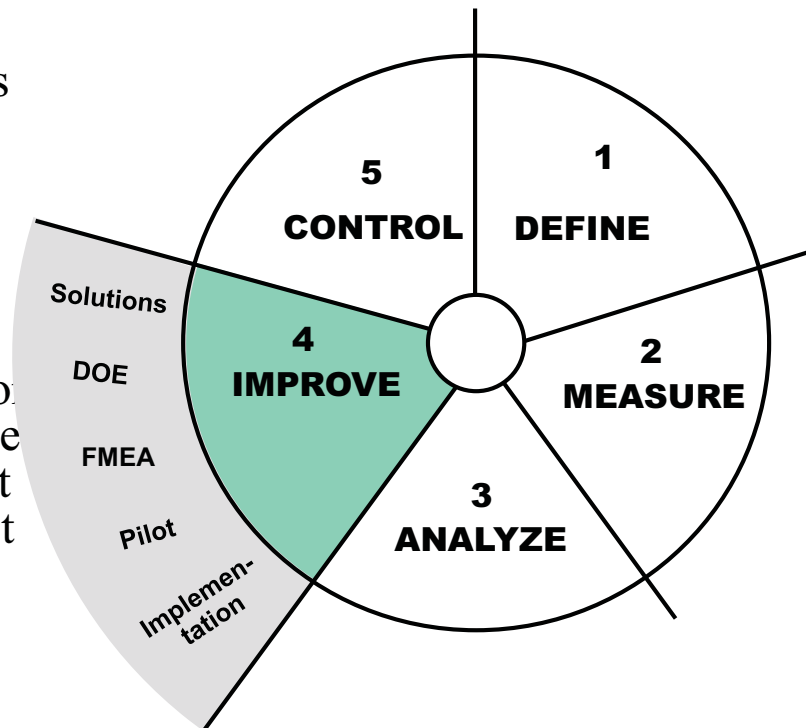 s
5
CONTROL
1
DEFINE
Solutions
DOE
FMEA
Pilot
Implemen-
tation
4
IMPROVE
2
MEASURE
3
ANALYZE
e
t
t